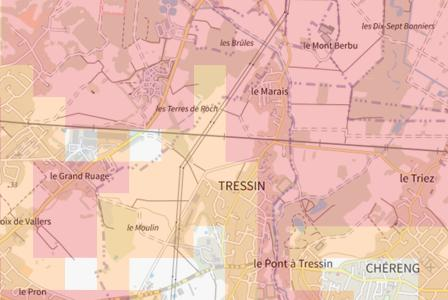 les Dix-Sept Bonniers
les Brûles
le Mont Berbu
le Marais
les Terres de Roch
le Grand Ruage
le Triez
TRESSIN
oix de Vallers
le Moulin
le Pont à Tressin
CHÉRENG
le Pron